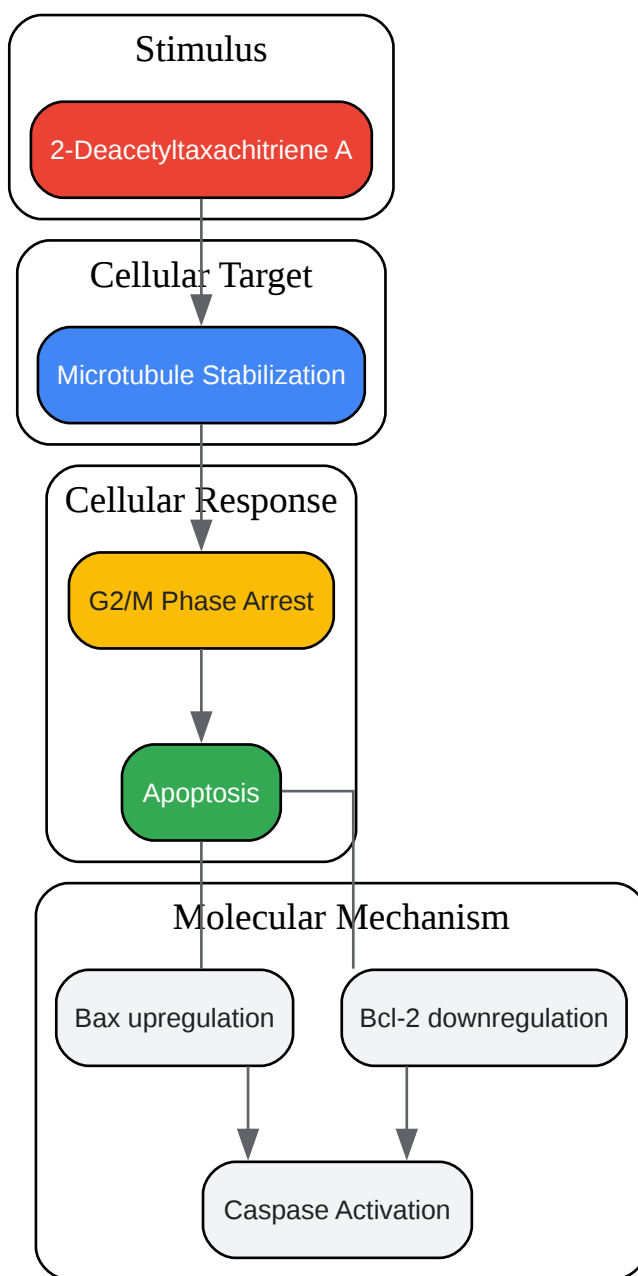 Stimulus
2-Deacetyltaxachitriene A
Cellular Target
Microtubule Stabilization
Cellular Response
G2/M Phase Arrest
Apoptosis
Molecular Mechanism
Bax upregulation
Bcl-2 downregulation
Caspase Activation